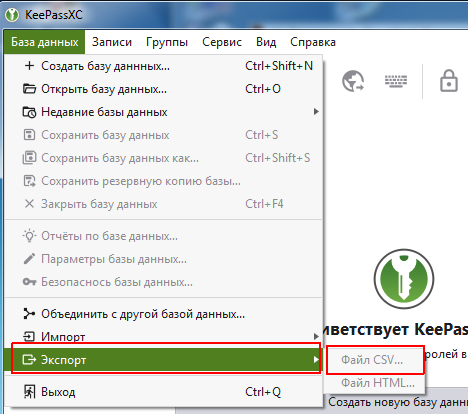 KeePassXC
База данных Записи Группы Сервис Вид Справка
Создать базу даннных... Ctrl+Shift+N
Открыть базу данных... Ctrl+O
Недавние базы данных
Сохранить базу данных Ctrl+S
Сохранить базу данных как... Ctrl+Shift+S
Сохранить резервную копию базы...
Закрыть базу данных Ctrl+F4
Отчёты по базе данных...
Параметры базы данных...
Безопаснось базы данных...
Объединить с другой базой данных...
иветствует KeePas
Импорт
Экспорт
Файл CSV...
ролей в
Файл HTML...
Выход Ctrl+Q
Создать новую базу данн